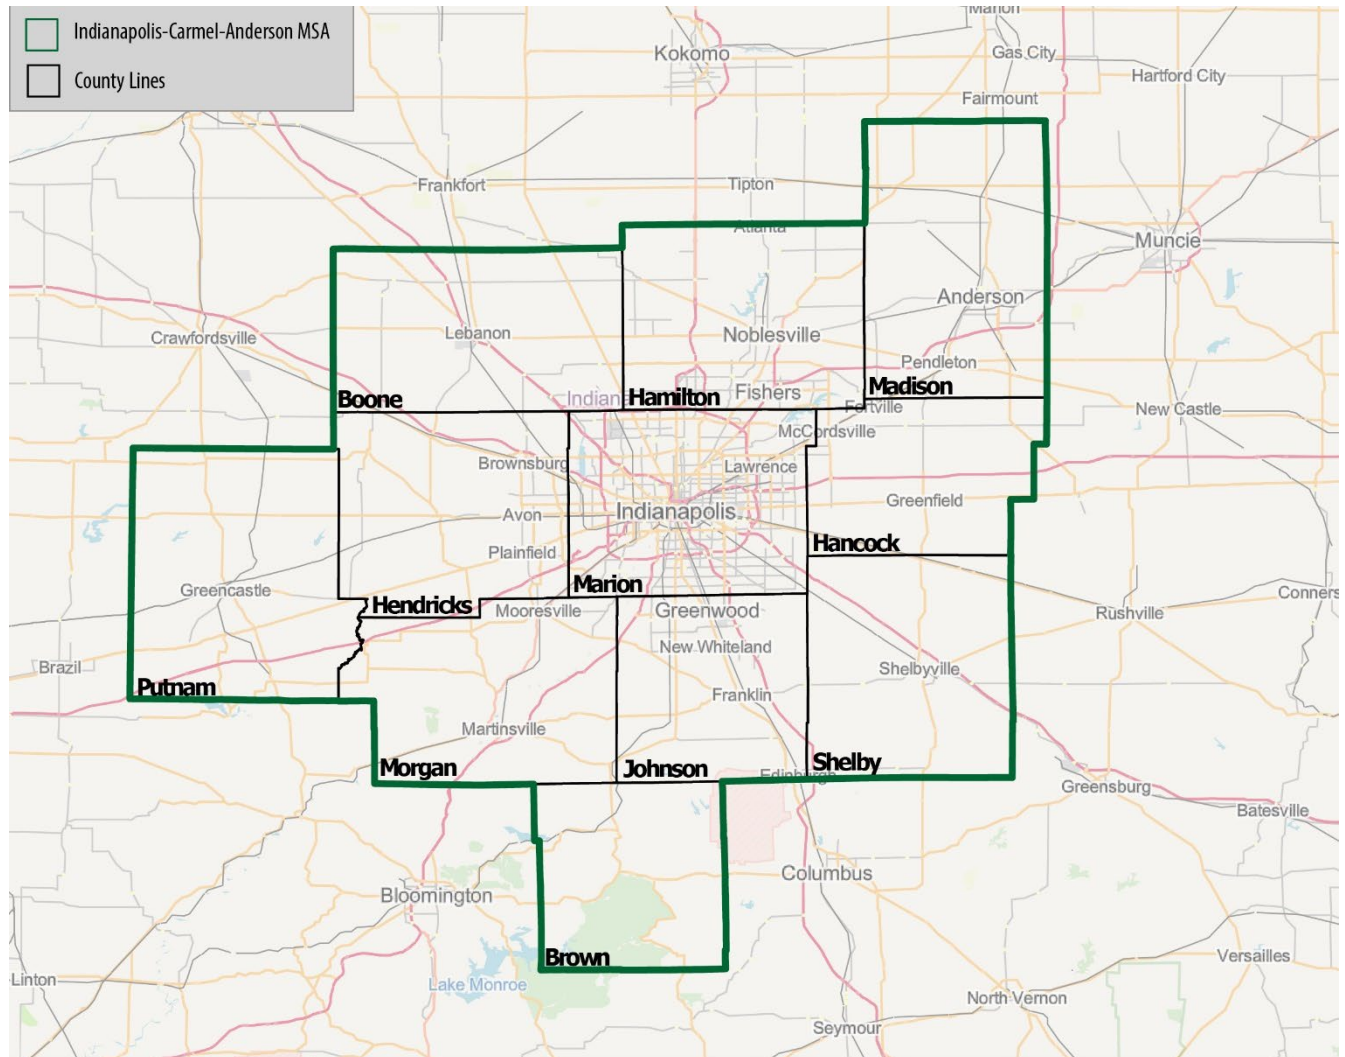 Indianapolis-Carmel-Anderson MSA
County Lines
Marion
Kokomo
Gas City
Hartford City
Fairmount
Frankfort
Tipton
Atlanta
Muncie
Anderson
Crawfordsville
Lebanon
Noblesville
Pendleton
Boone
Indiana
Hamilton
Fishers
Madison
Fortville
New Castle
McCordsville
Brownsburg
Lawrence
Greenfield
Avon
Indianapolis
Plainfield
Hancock
Greencastle
Marion
Conners
Hendricks
Mooresville
Greenwood
Rushville
New Whiteland
Brazil
Shelbyville
Putnam
Franklin
Martinsville
Morgan
Johnson
Edinburgh
Shelby
Greensburg
Batesville
Columbus
Bloomington
Brown
Versailles
Linton
Lake Monroe
North Vernon
Seymour